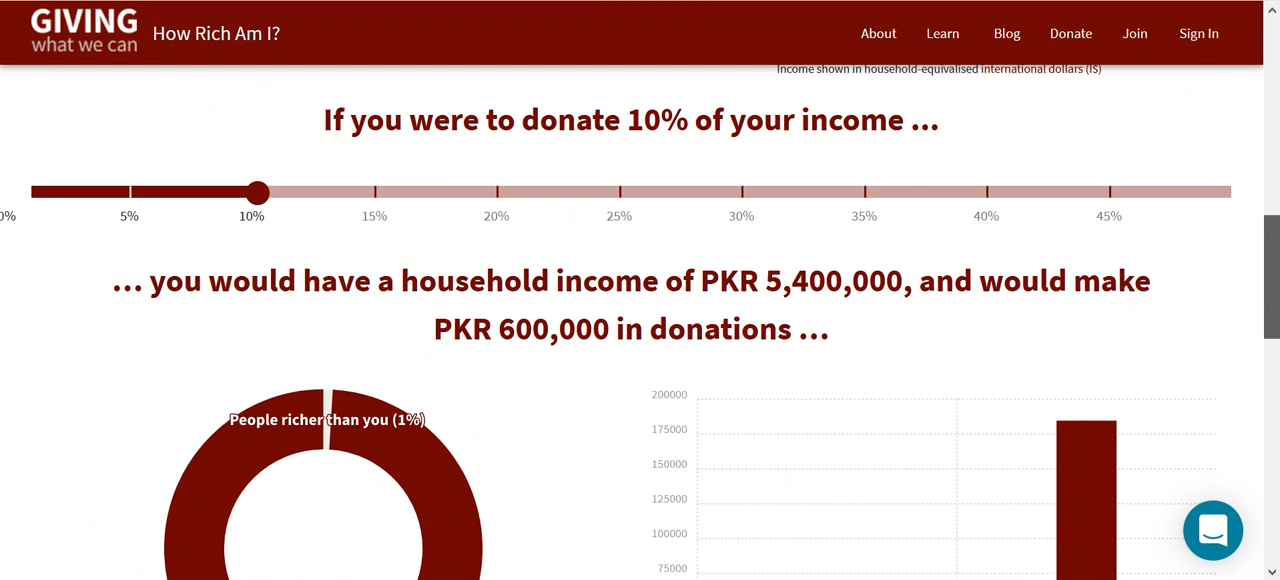 GIVING
what we can
How Rich Am I?
About Learn Blog Donate Join Sign In
Income shown in household-equivalised international dollars (I$)
If you were to donate 10% of your income ...
0% 5% 10% 15% 20% 25% 30% 35% 40% 45%
... you would have a household income of PKR 5,400,000, and would make
PKR 600,000 in donations ...
People richer than you (1%)
200000
175000
150000
125000
100000
75000